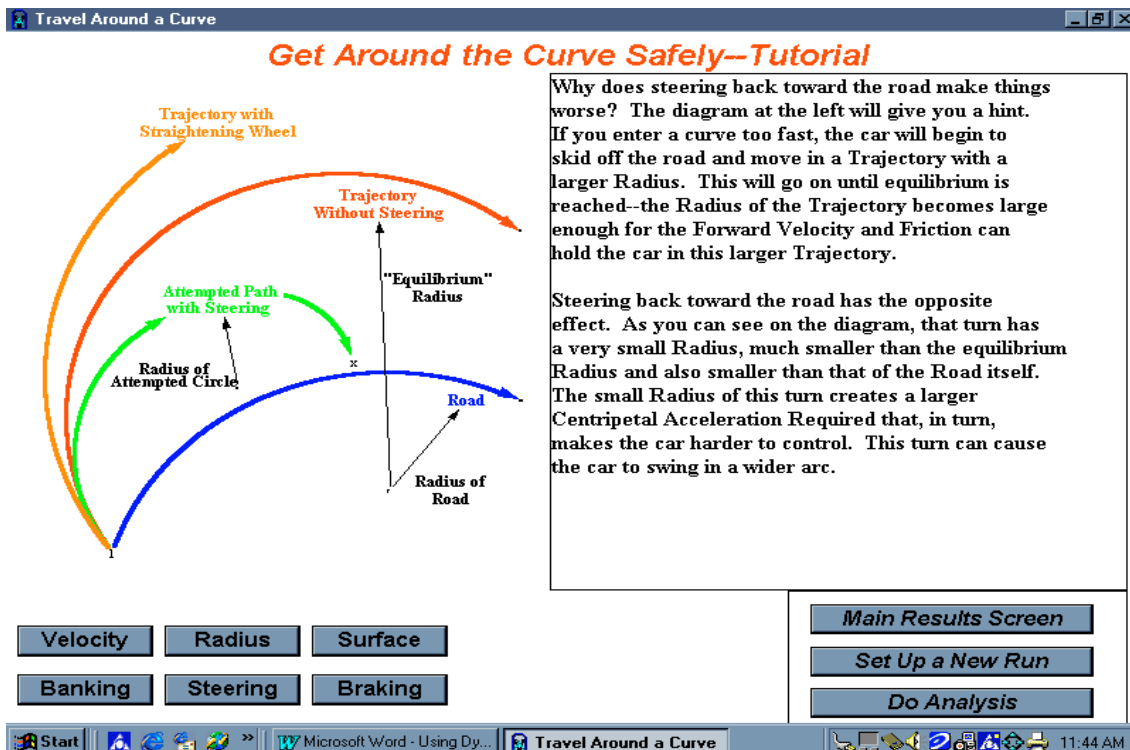 Travel Around a Curve
Get Around the Curve Safely--Tutorial
Trajectory with
Straightening Wheel
Trajectory
Without Steering
"Equilibrium"
Radius
Attempted Path
with Steering
Radius of
Attempted Circle
x
Road
Radius of
Road
1
Why does steering back toward the road make things
worse? The diagram at the left will give you a hint.
If you enter a curve too fast, the car will begin to
skid off the road and move in a Trajectory with a
larger Radius. This will go on until equilibrium is
reached--the Radius of the Trajectory becomes large
enough for the Forward Velocity and Friction can
hold the car in this larger Trajectory.
Steering back toward the road has the opposite
effect. As you can see on the diagram, that turn has
a very small Radius, much smaller than the equilibrium
Radius and also smaller than that of the Road itself.
The small Radius of this turn creates a larger
Centripetal Acceleration Required that, in turn,
makes the car harder to control. This turn can cause
the car to swing in a wider arc.
Velocity Radius Surface
Banking Steering Braking
Main Results Screen
Set Up a New Run
Do Analysis
Start » Microsoft Word - Using Dy... Travel Around a Curve 11:44 AM